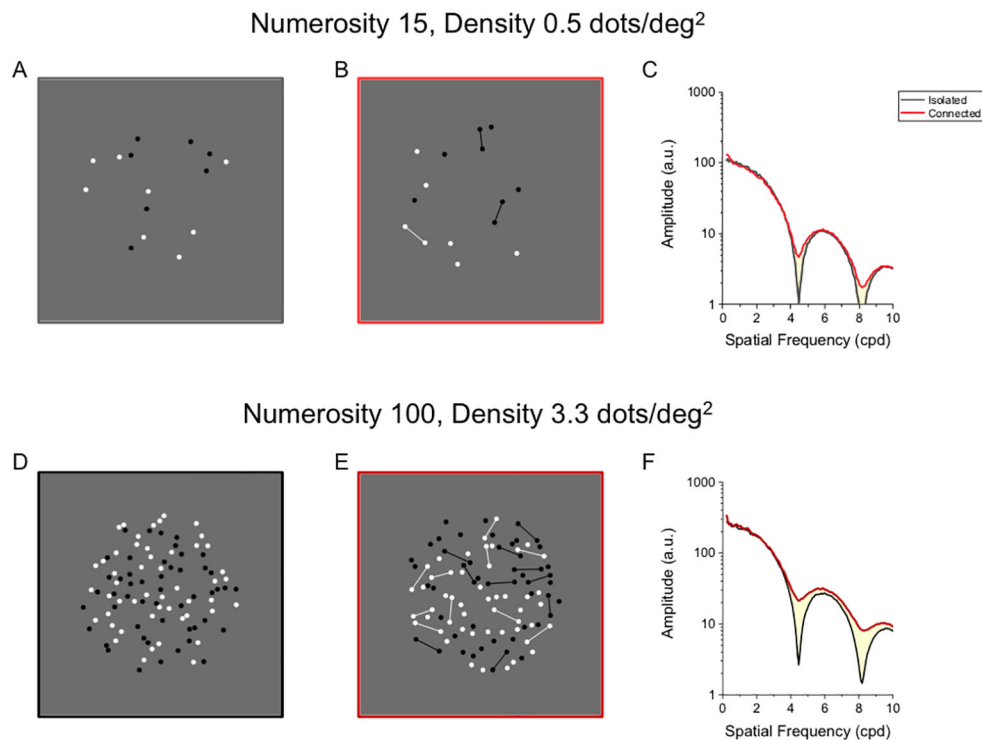 Numerosity 15, Density 0.5 dots/deg²
A
B
C
1000
100
10
1
Amplitude (a.u.)
0 2 4 6 8 10
Spatial Frequency (cpd)
Isolated
Connected
Numerosity 100, Density 3.3 dots/deg²
D
E
F
1000
100
10
1
Amplitude (a.u.)
0 2 4 6 8 10
Spatial Frequency (cpd)